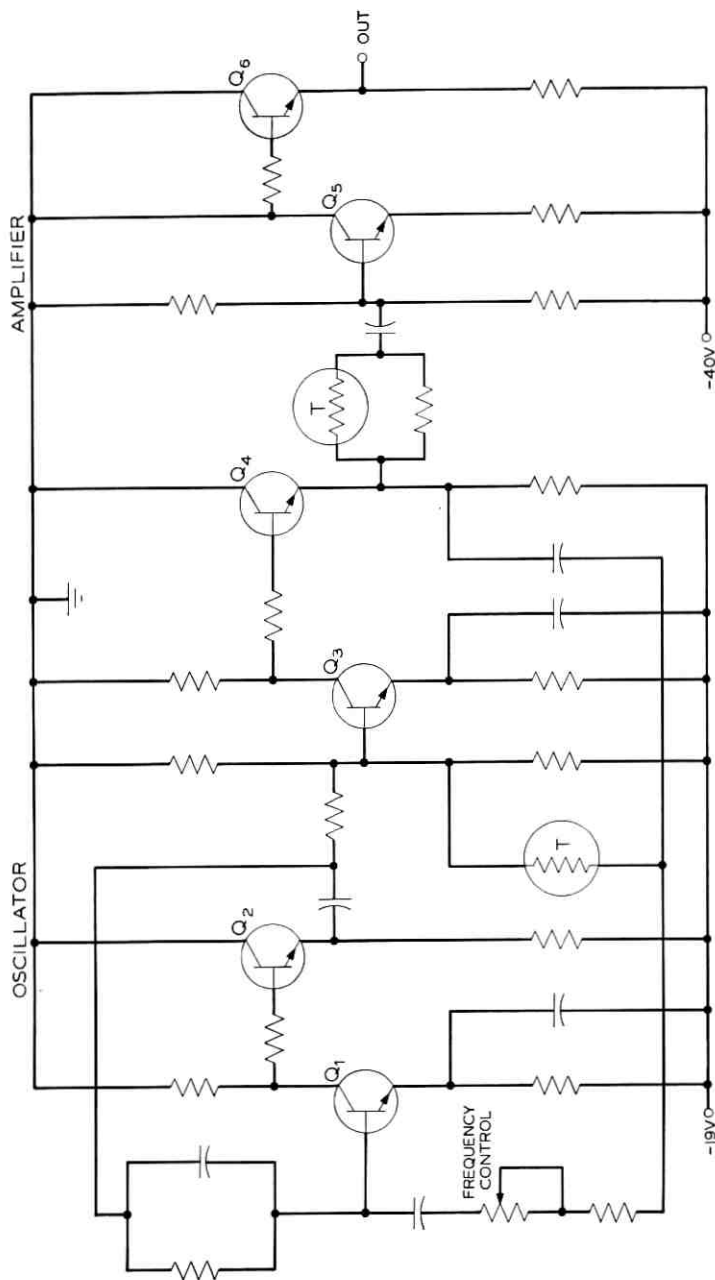 OSCILLATOR
AMPLIFIER
Q1
Q2
Q3
Q4
Q5
Q6
T
T
FREQUENCY
CONTROL
OUT
-19V
-40V